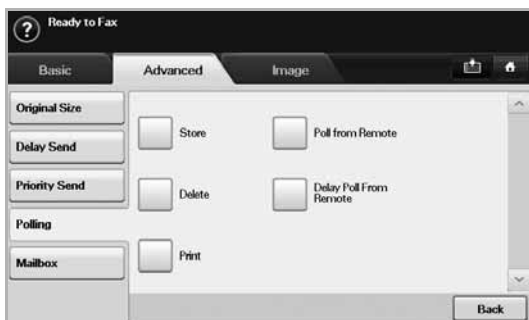 ?
Ready to Fax
Basic
Advanced
Image
Original Size
Delay Send
Priority Send
Polling
Mailbox
Store
Poll from Remote
Delete
Delay Poll From
Remote
Print
Back